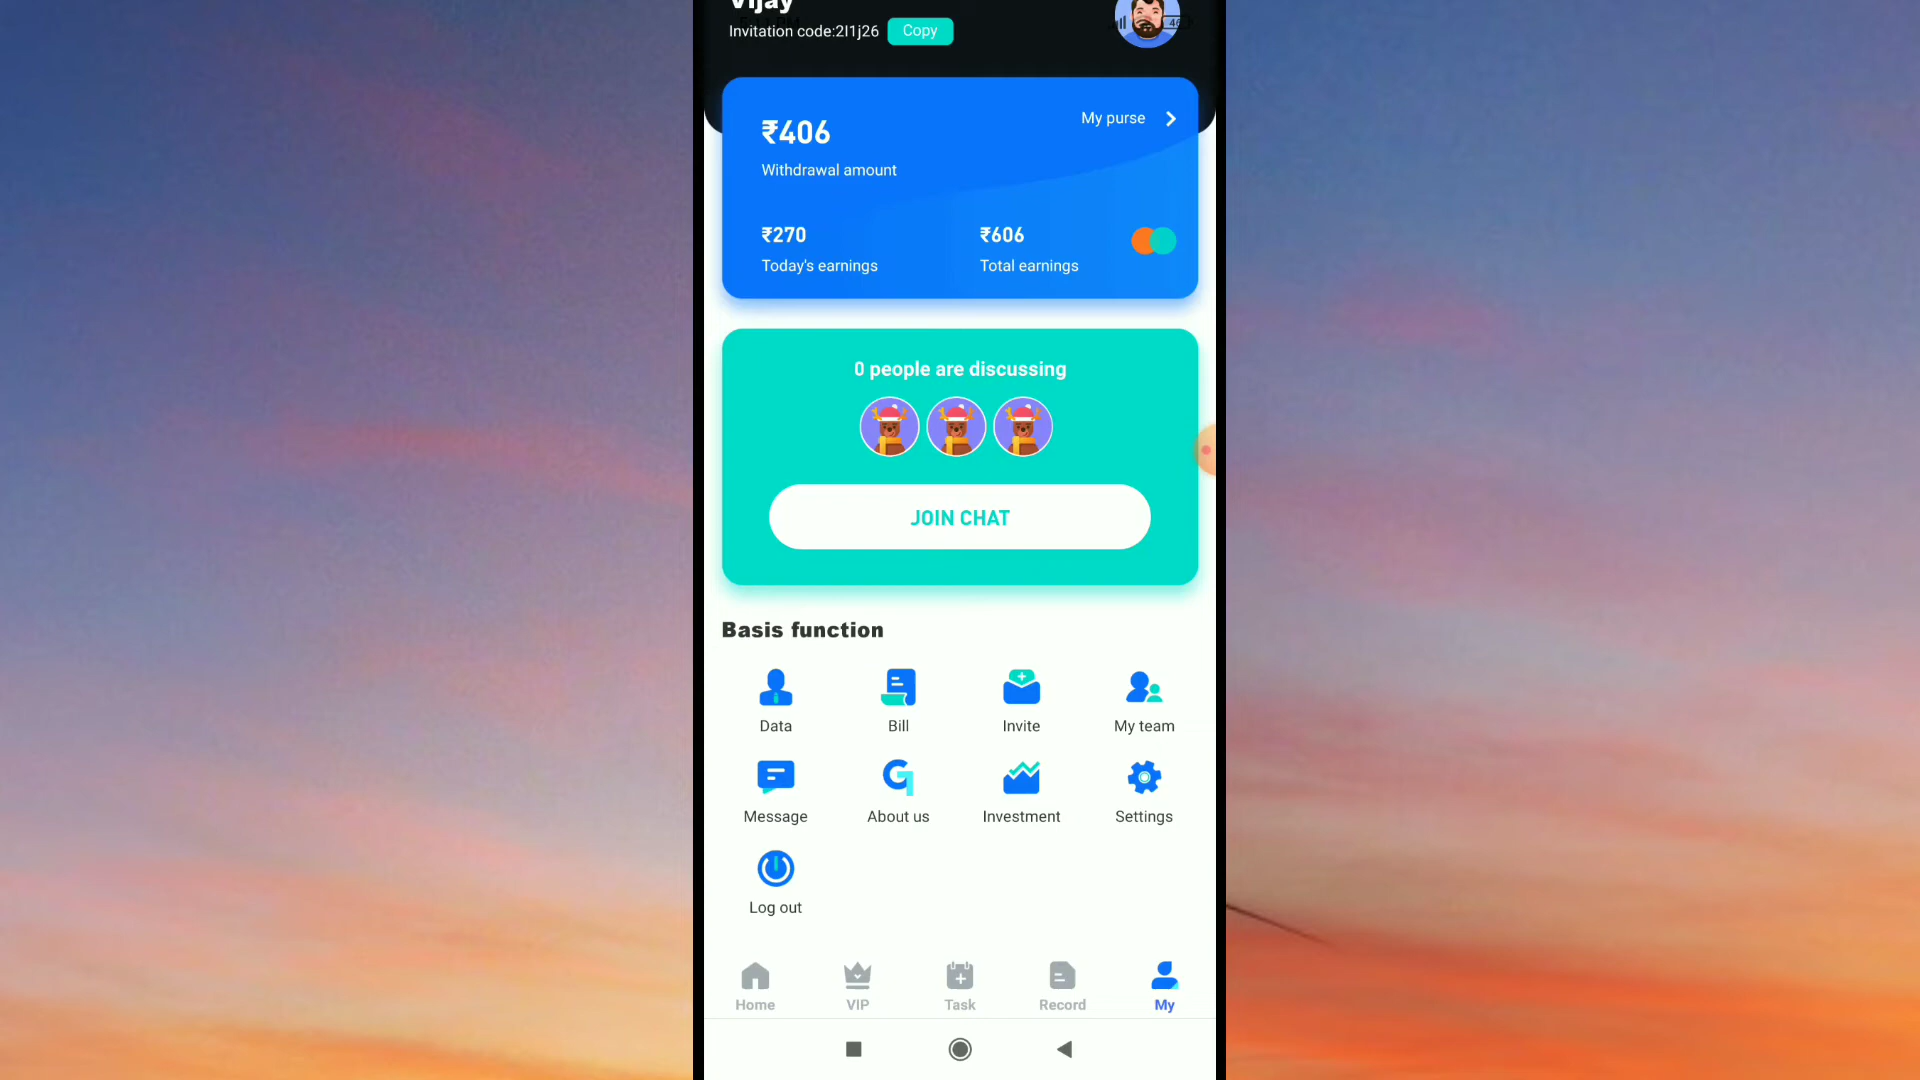 Vijay
Invitation code:2I1j26 Copy
My purse
₹406
Withdrawal amount
₹270 ₹606
Today's earnings Total earnings
0 people are discussing
JOIN CHAT
Basis function
Data Bill Invite My team
Message About us Investment Settings
Log out
Home VIP Task Record My